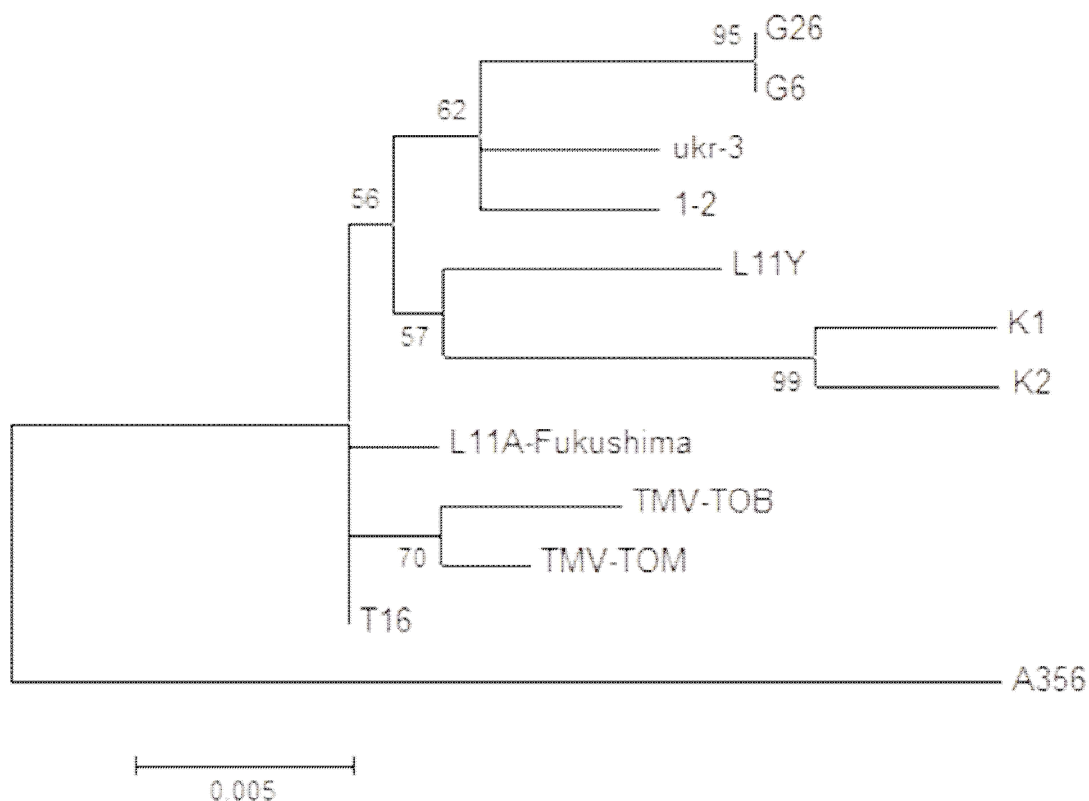 95 G26
G6
62
ukr-3
56
1-2
L11Y
K1
57
K2
99
L11A-Fukushima
TMV-TOB
70 TMV-TOM
T16
A356
0.005